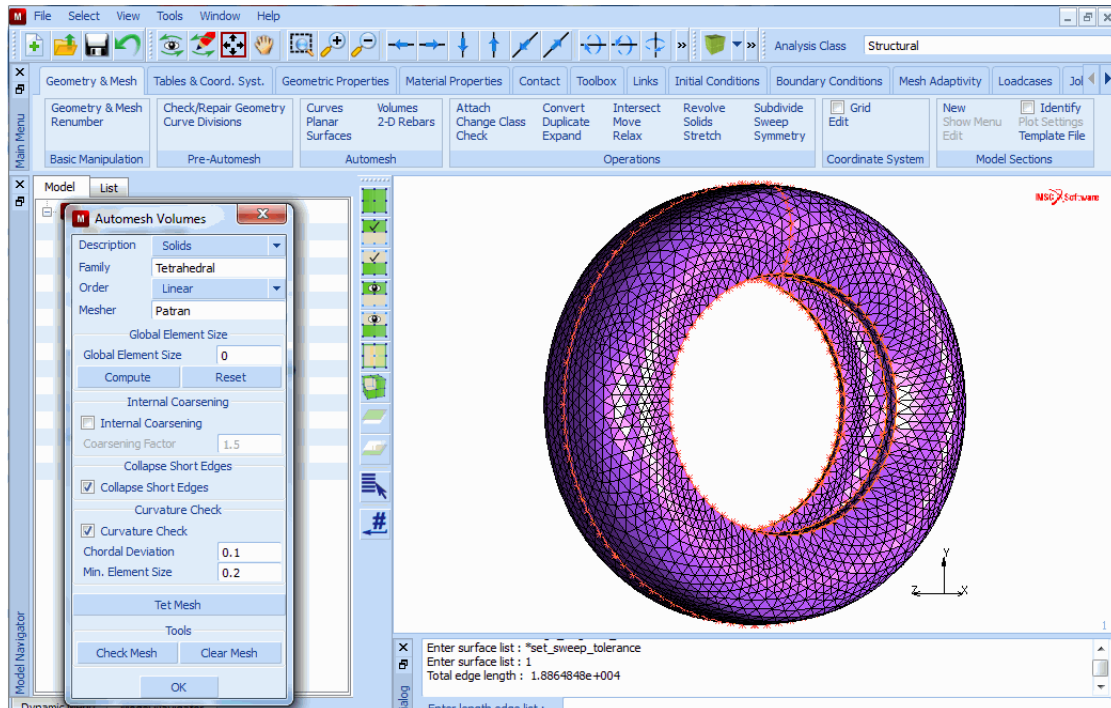 File Select View Tools Window Help
Analysis Class Structural
Geometry & Mesh Tables & Coord. Syst. Geometric Properties Material Properties Contact Toolbox Links Initial Conditions Boundary Conditions Mesh Adaptivity Loadcases
Geometry & Mesh Check/Repair Geometry Curves Volumes Attach Convert Intersect Revolve Subdivide Grid New Identify
Renumber Curve Divisions Planar 2-D Rebars Change Class Duplicate Move Solids Sweep Edit Show Menu Plot Settings
Surfaces Check Expand Relax Stretch Symmetry Edit Template File
Basic Manipulation Pre-Automesh Automesh Operations Coordinate System Model Sections
Main Menu
Model List
MSC Software
Automesh Volumes
Description Solids
Family Tetrahedral
Order Linear
Mesher Patran
Global Element Size
Global Element Size 0
Compute Reset
Internal Coarsening
Internal Coarsening
Coarsening Factor 1.5
Collapse Short Edges
Collapse Short Edges
Curvature Check
Curvature Check
Chordal Deviation 0.1
Min. Element Size 0.2
Tet Mesh
Tools
Check Mesh Clear Mesh
OK
Model Navigator
#
Y
Z X
1
Enter surface list : *set_sweep_tolerance
Enter surface list : 1
Total edge length : 1.8864848e+004
Enter length edge list :